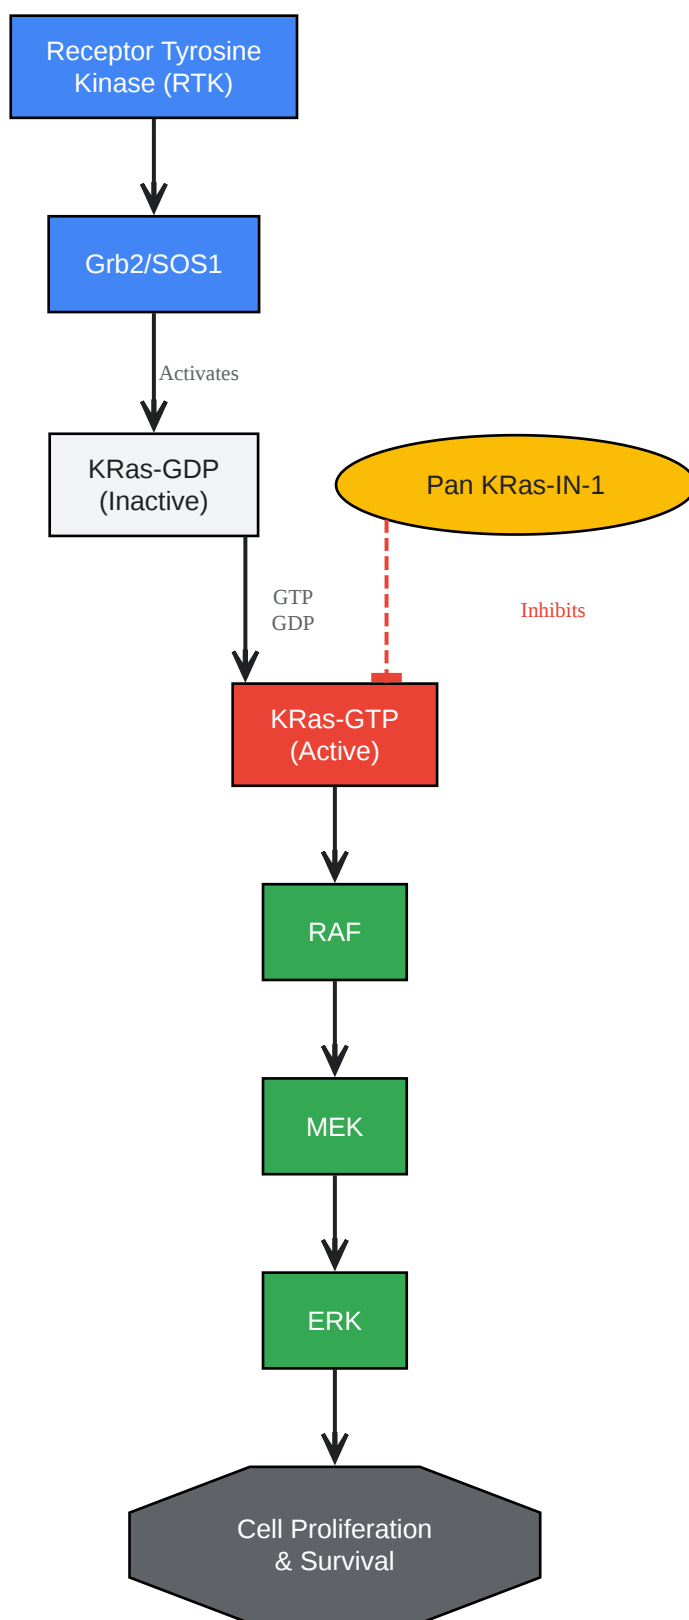 Receptor Tyrosine
Kinase (RTK)
Grb2/SOS1
Activates
KRas-GDP
(Inactive)
Pan KRas-IN-1
GTP
GDP
Inhibits
KRas-GTP
(Active)
RAF
MEK
ERK
Cell Proliferation
& Survival